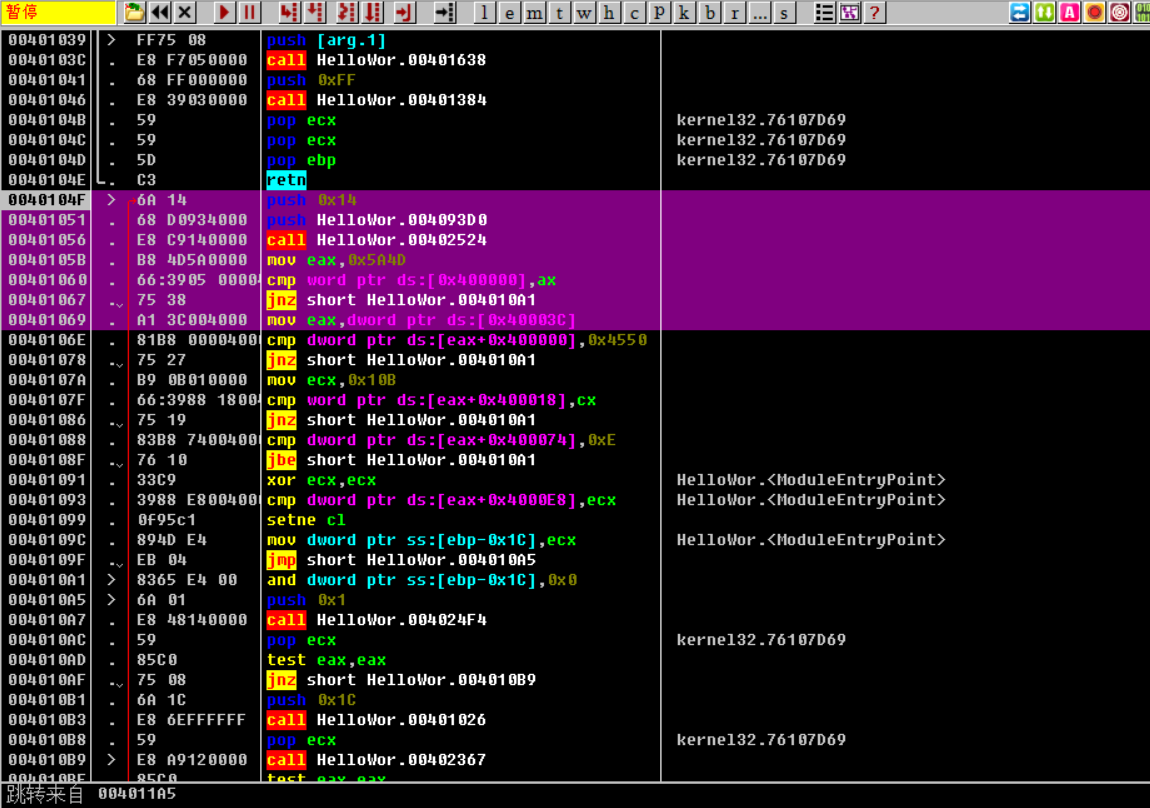 暂停 l e m t w h c P k b r ... s ? A
00401039 > FF75 08 push [arg.1]
0040103C . E8 F7050000 call HelloWor.00401638
00401041 . 68 FF000000 push 0xFF
00401046 . E8 39030000 call HelloWor.00401384
0040104B . 59 pop ecx kernel32.76107D69
0040104C . 59 pop ecx kernel32.76107D69
0040104D . 5D pop ebp kernel32.76107D69
0040104E . C3 retn
0040104F > 6A 14 push 0x14
00401051 . 68 D0934000 push HelloWor.004093D0
00401056 . E8 C9140000 call HelloWor.00402524
0040105B . B8 4D5A0000 mov eax,0x5A4D
00401060 . 66:3905 0000 cmp word ptr ds:[0x400000],ax
00401067 . 75 38 jnz short HelloWor.004010A1
00401069 . A1 3C004000 mov eax,dword ptr ds:[0x40003C]
0040106E . 81B8 0000400 cmp dword ptr ds:[eax+0x400000],0x4550
00401078 . 75 27 jnz short HelloWor.004010A1
0040107A . B9 0B010000 mov ecx,0x10B
0040107F . 66:3988 1800 cmp word ptr ds:[eax+0x400018],cx
00401086 . 75 19 jnz short HelloWor.004010A1
00401088 . 83B8 7400400 cmp dword ptr ds:[eax+0x400074],0xE
0040108F . 76 10 jbe short HelloWor.004010A1
00401091 . 33C9 xor ecx,ecx HelloWor.<ModuleEntryPoint>
00401093 . 3988 E800400 cmp dword ptr ds:[eax+0x4000E8],ecx HelloWor.<ModuleEntryPoint>
00401099 . 0f95c1 setne cl
0040109C . 894D E4 mov dword ptr ss:[ebp-0x1C],ecx HelloWor.<ModuleEntryPoint>
0040109F . EB 04 jmp short HelloWor.004010A5
004010A1 > 8365 E4 00 and dword ptr ss:[ebp-0x1C],0x0
004010A5 > 6A 01 push 0x1
004010A7 . E8 48140000 call HelloWor.004024F4
004010AC . 59 pop ecx kernel32.76107D69
004010AD . 85C0 test eax,eax
004010AF . 75 08 jnz short HelloWor.004010B9
004010B1 . 6A 1C push 0x1C
004010B3 . E8 6EFFFFFF call HelloWor.00401026
004010B8 . 59 pop ecx kernel32.76107D69
004010B9 > E8 A9120000 call HelloWor.00402367
004010BE . 85C0 test eax,eax
跳转来自 004011A5